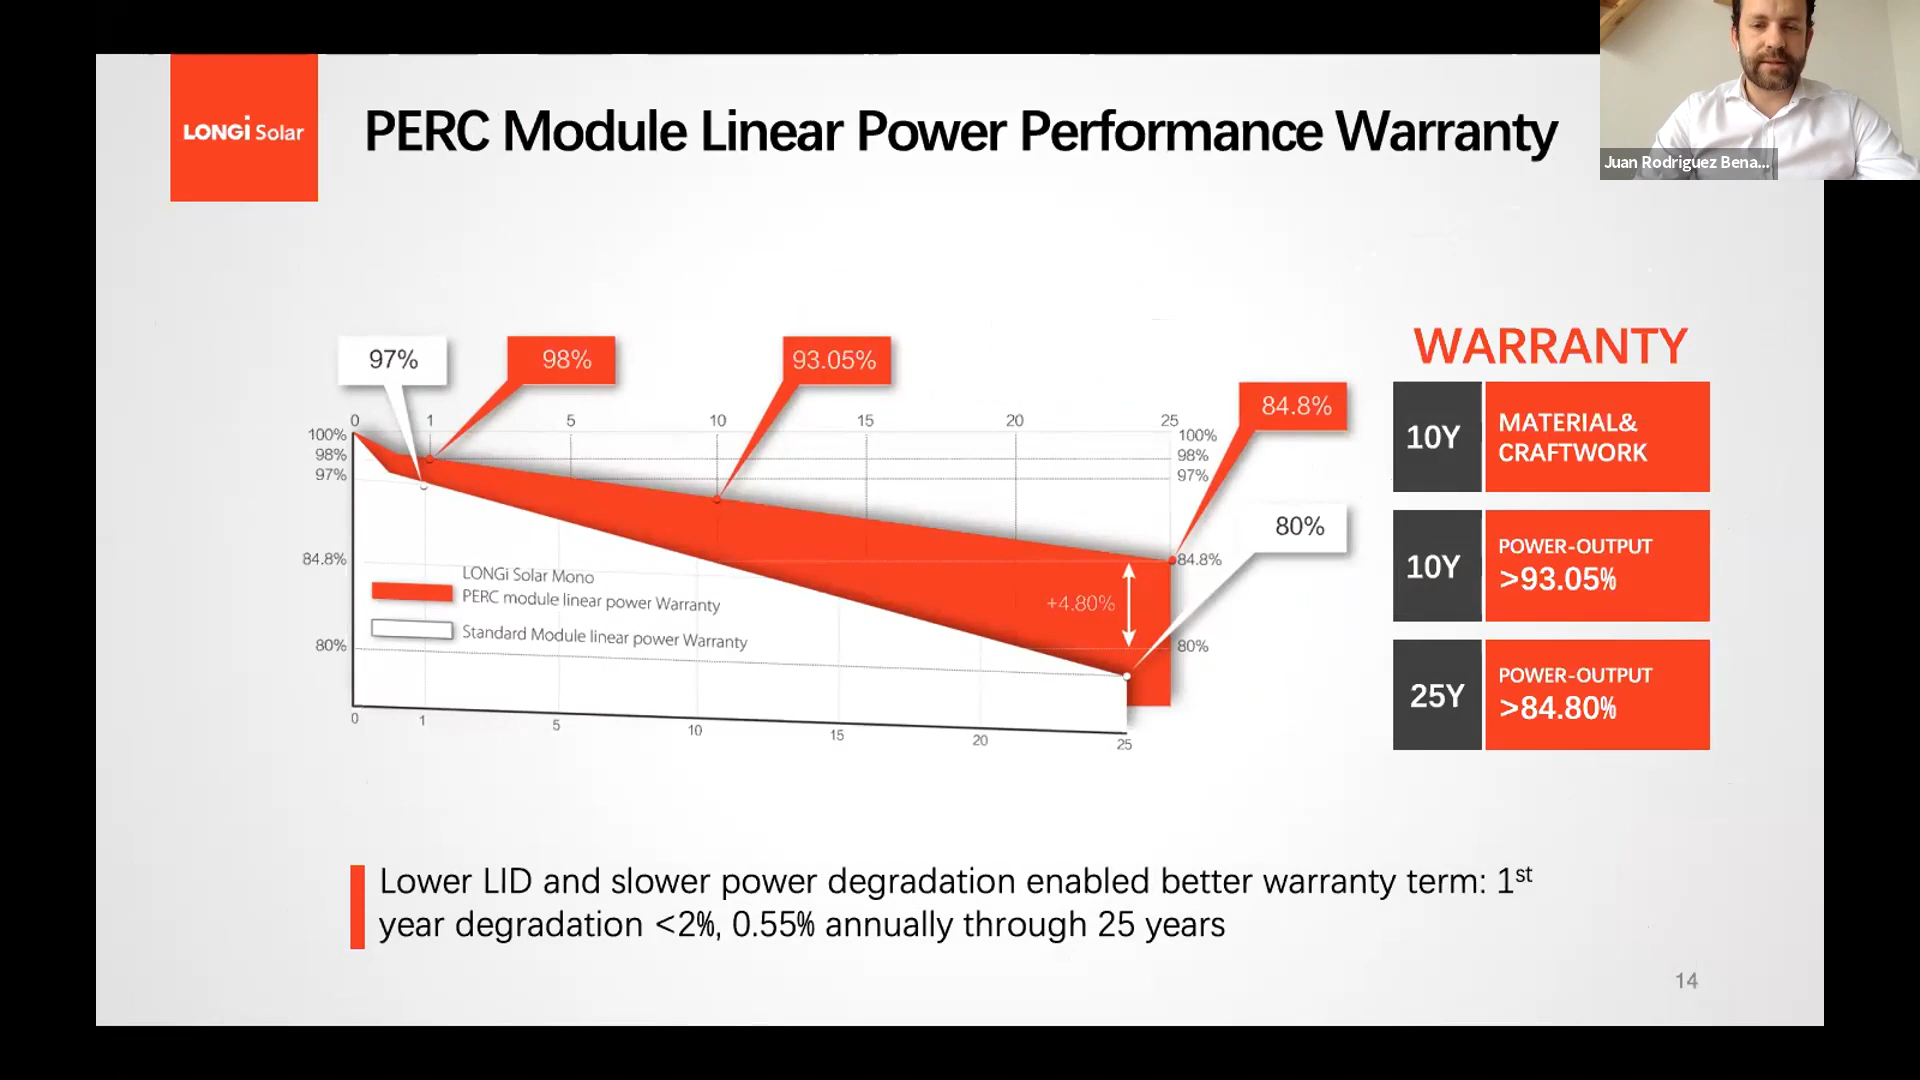 LONGi Solar
PERC Module Linear Power Performance Warranty
Juan Rodriguez Bena...
97%
98%
93.05%
84.8%
80%
0 1 5 10 15 20 25
100%
98%
97%
84.8%
80%
100%
98%
97%
84.8%
80%
+4.80%
LONGi Solar Mono
PERC module linear power Warranty
Standard Module linear power Warranty
0 1 5 10 15 20 25
WARRANTY
10Y
MATERIAL&
CRAFTWORK
10Y
POWER-OUTPUT
>93.05%
25Y
POWER-OUTPUT
>84.80%
Lower LID and slower power degradation enabled better warranty term: 1st
year degradation <2%, 0.55% annually through 25 years
14